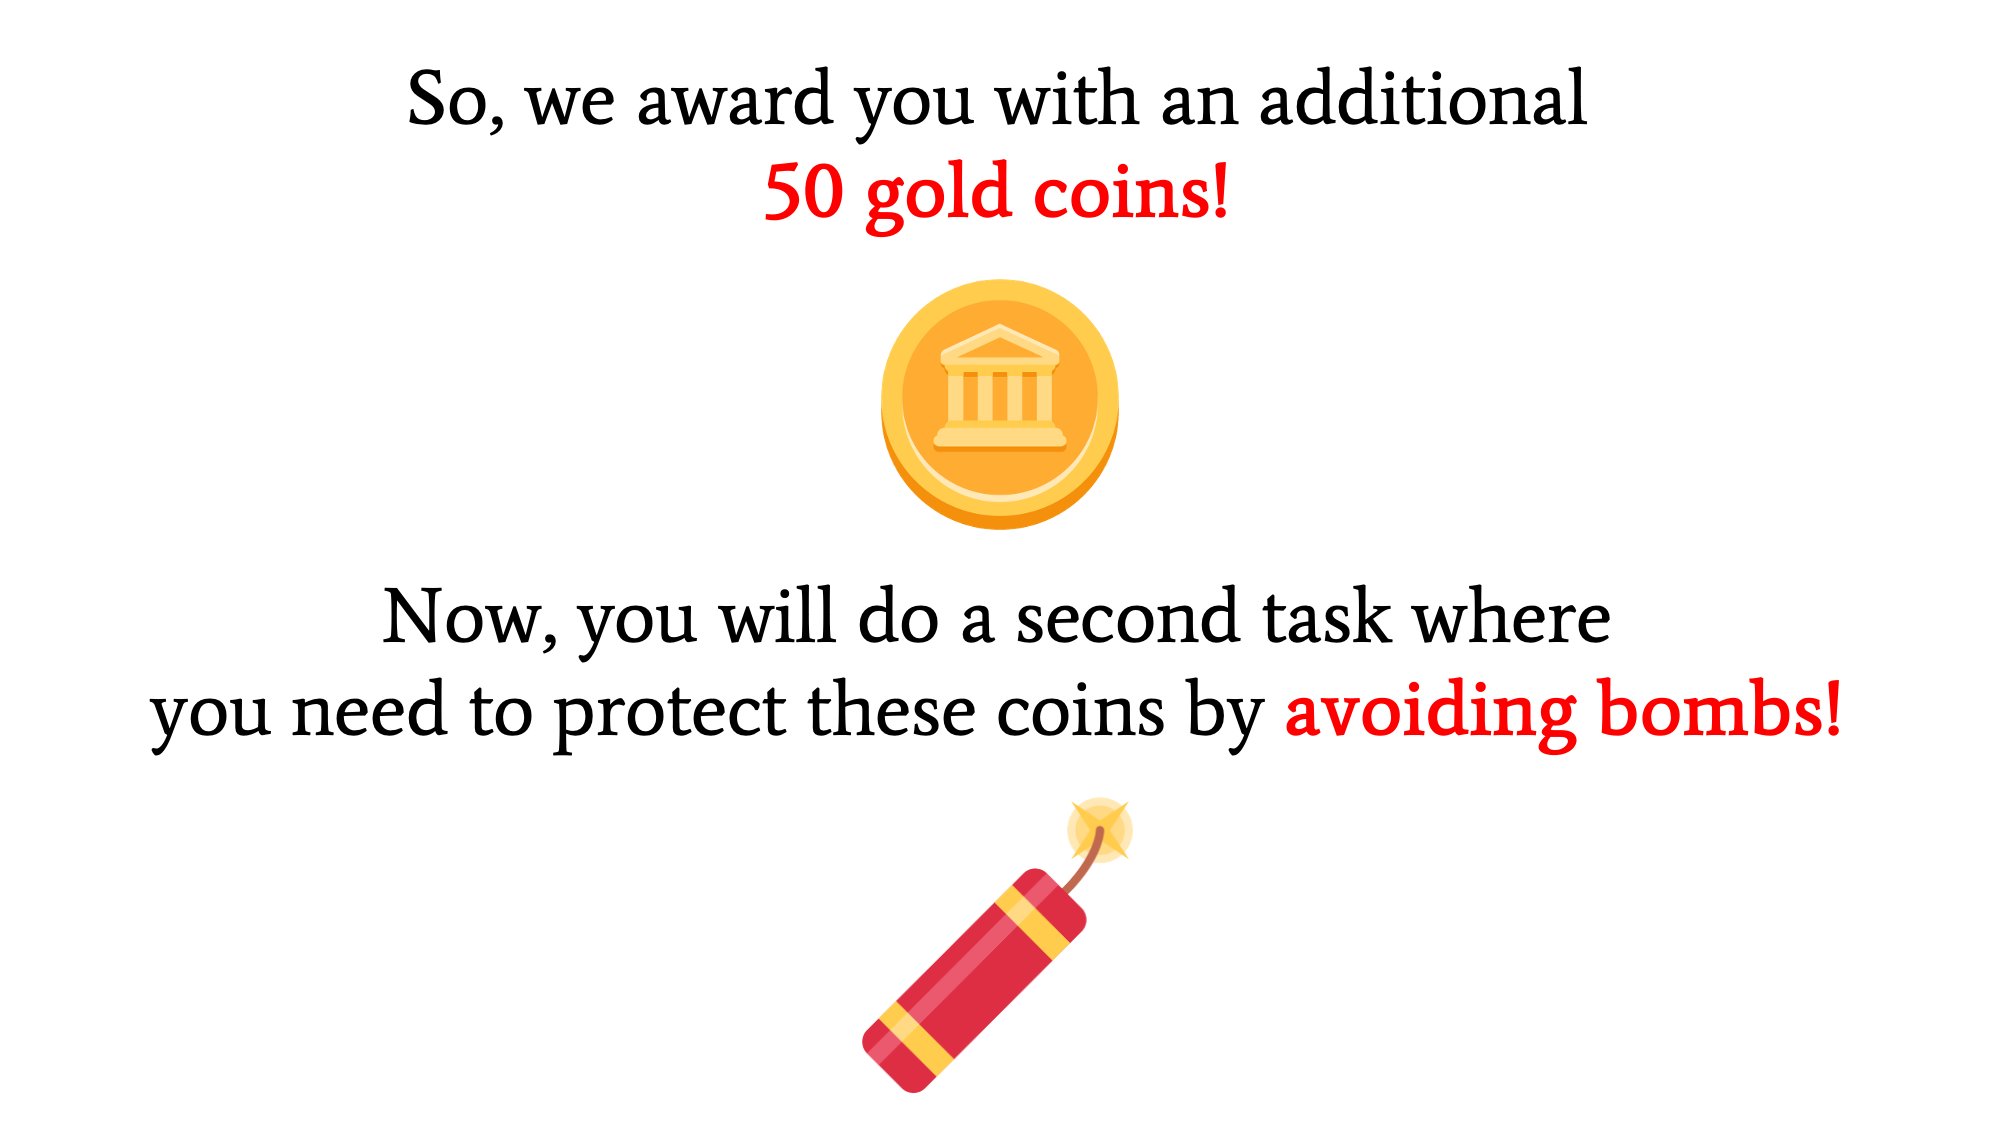 So, we award you with an additional
50 gold coins!
Now, you will do a second task where
you need to protect these coins by avoiding bombs!